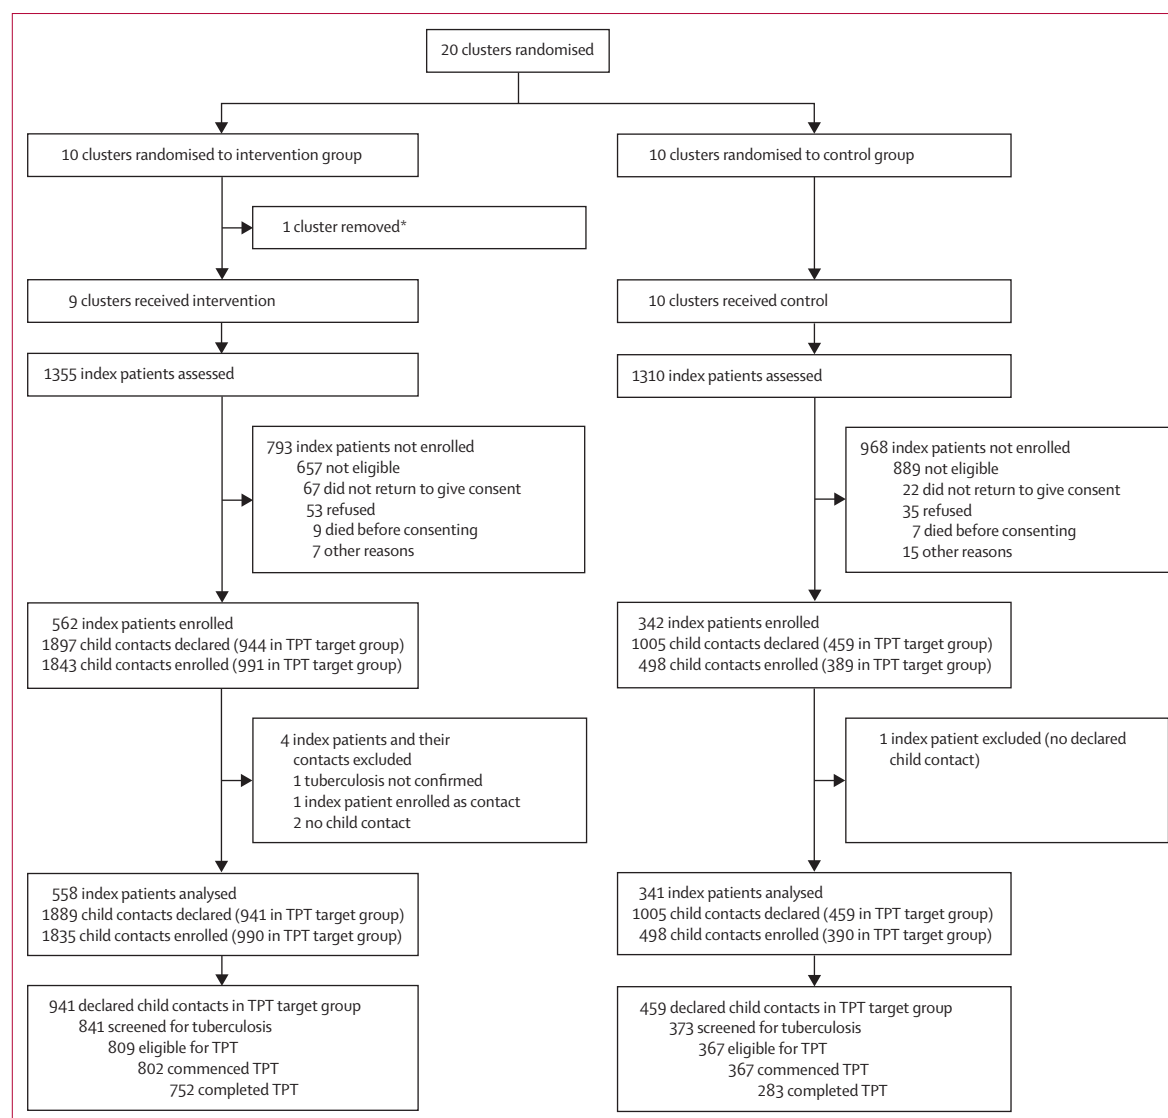 20 clusters randomised
10 clusters randomised to intervention group
10 clusters randomised to control group
1 cluster removed*
9 clusters received intervention
10 clusters received control
1355 index patients assessed
1310 index patients assessed
793 index patients not enrolled
657 not eligible
67 did not return to give consent
53 refused
9 died before consenting
7 other reasons
968 index patients not enrolled
889 not eligible
22 did not return to give consent
35 refused
7 died before consenting
15 other reasons
562 index patients enrolled
1897 child contacts declared (944 in TPT target group)
1843 child contacts enrolled (991 in TPT target group)
342 index patients enrolled
1005 child contacts declared (459 in TPT target group)
498 child contacts enrolled (389 in TPT target group)
4 index patients and their
contacts excluded
1 tuberculosis not confirmed
1 index patient enrolled as contact
2 no child contact
1 index patient excluded (no declared
child contact)
558 index patients analysed
1889 child contacts declared (941 in TPT target group)
1835 child contacts enrolled (990 in TPT target group)
341 index patients analysed
1005 child contacts declared (459 in TPT target group)
498 child contacts enrolled (390 in TPT target group)
941 declared child contacts in TPT target group
841 screened for tuberculosis
809 eligible for TPT
802 commenced TPT
752 completed TPT
459 declared child contacts in TPT target group
373 screened for tuberculosis
367 eligible for TPT
367 commenced TPT
283 completed TPT